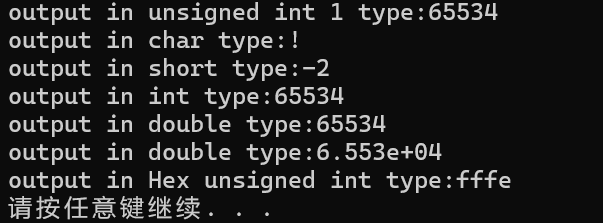 output in unsigned int 1 type:65534
output in char type:!
output in short type:-2
output in int type:65534
output in double type:65534
output in double type:6.553e+04
output in Hex unsigned int type:fffe
请按任意键继续. . .